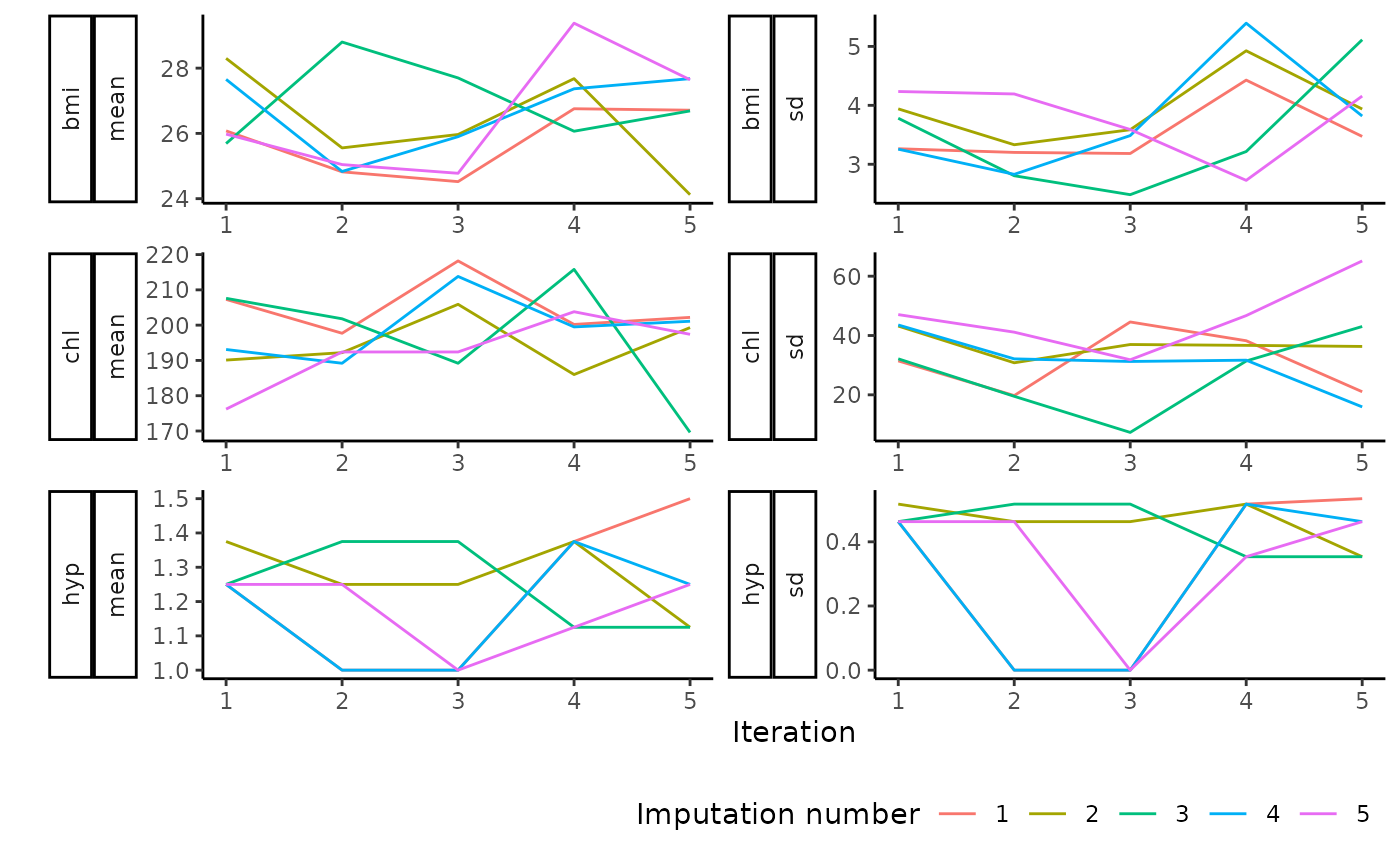 bmi mean
28
26
24
1 2 3 4 5
bmi sd
5
4
3
1 2 3 4 5
chl mean
220
210
200
190
180
170
1 2 3 4 5
chl sd
60
40
20
1 2 3 4 5
hyp mean
1.5
1.4
1.3
1.2
1.1
1.0
1 2 3 4 5
hyp sd
0.4
0.2
0.0
1 2 3 4 5
Iteration
Imputation number 1 2 3 4 5